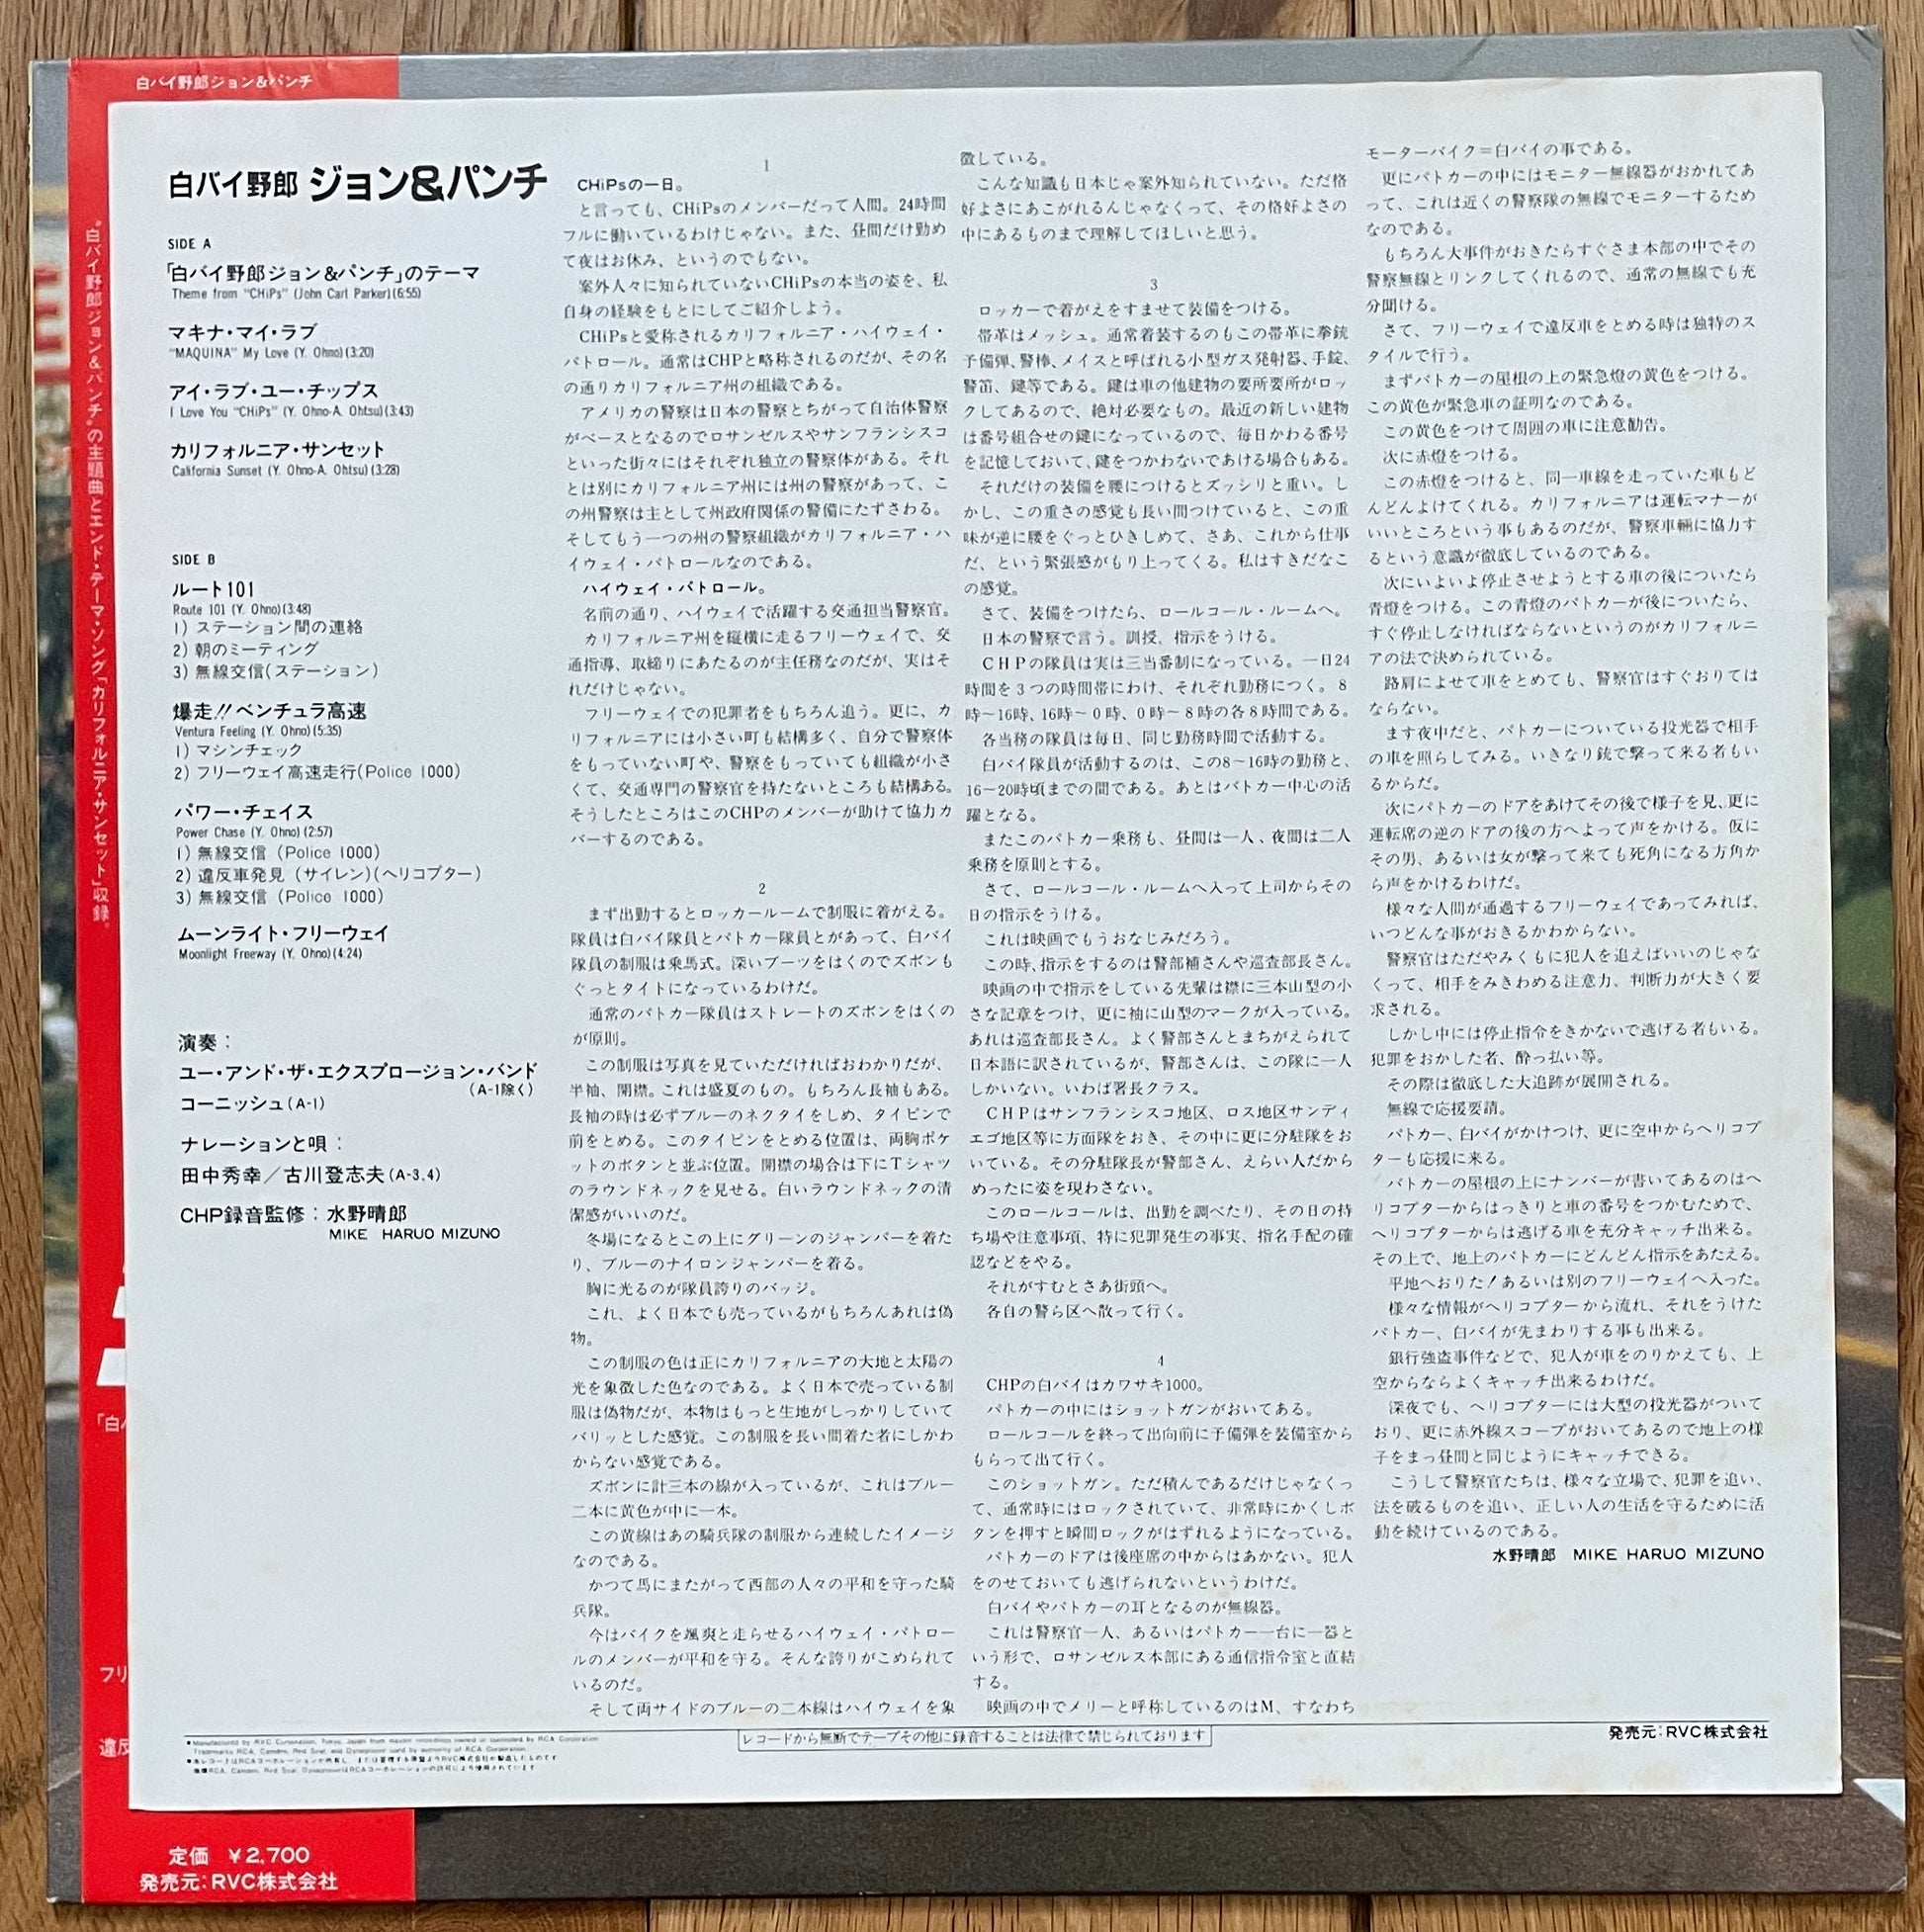 白バイ野郎ジョン&パンチ
“白バイ野郎ジョン&パンチ”の主題曲とエンド・テーマ・ソング「カリフォルニア・サンセット」収録。
白バイ野郎 ジョン&パンチ
SIDE A
「白バイ野郎ジョン&パンチ」のテーマ
Theme from “CHiPs” (John Carl Parker)(6:55)
マキナ・マイ・ラブ
“MAQUINA” My Love (Y. Ohno)(3:20)
アイ・ラブ・ユー・チップス
I Love You “CHiPs” (Y. Ohno-A. Ohtsu)(3:43)
カリフォルニア・サンセット
California Sunset (Y. Ohno-A. Ohtsu)(3:28)
SIDE B
ルート101
Route 101 (Y. Ohno)(3:48)
1) ステーション間の連絡
2) 朝のミーティング
3) 無線交信(ステーション)
爆走!!ベンチュラ高速
Ventura Feeling (Y. Ohno)(5:35)
1) マシンチェック
2) フリーウェイ高速走行(Police 1000)
パワー・チェイス
Power Chase (Y. Ohno)(2:57)
1) 無線交信 (Police 1000)
2) 違反車発見 (サイレン)(ヘリコプター)
3) 無線交信 (Police 1000)
ムーンライト・フリーウェイ
Moonlight Freeway (Y. Ohno)(4:24)
演奏:
ユー・アンド・ザ・エクスプロージョン・バンド
(A-1除く)
コーニッシュ(A-1)
ナレーションと唄:
田中秀幸/古川登志夫(A-3,4)
CHP録音監修:水野晴郎
MIKE HARUO MIZUNO
1
CHiPsの一日。
と言っても、CHiPsのメンバーだって人間。24時間
フルに働いているわけじゃない。また、昼間だけ勤め
て夜はお休み、というのでもない。
案外人々に知られていないCHiPsの本当の姿を、私
自身の経験をもとにしてご紹介しよう。
CHiPsと愛称されるカリフォルニア・ハイウェイ・
パトロール。通常はCHPと略称されるのだが、その名
の通りカリフォルニア州の組織である。
アメリカの警察は日本の警察とちがって自治体警察
がベースとなるのでロサンゼルスやサンフランシスコ
といった街々にはそれぞれ独立の警察体がある。それ
とは別にカリフォルニア州には州の警察があって、こ
の州警察は主として州政府関係の警備にたずさわる。
そしてもう一つの州の警察組織がカリフォルニア・ハ
イウェイ・パトロールなのである。
ハイウェイ・パトロール。
名前の通り、ハイウェイで活躍する交通担当警察官。
カリフォルニア州を縦横に走るフリーウェイで、交
通指導、取締りにあたるのが主任務なのだが、実はそ
れだけじゃない。
フリーウェイでの犯罪者をもちろん追う。更に、カ
リフォルニアには小さい町も結構多く、自分で警察体
をもっていない町や、警察をもっていても組織が小さ
くて、交通専門の警察官を持たないところも結構ある。
そうしたところはこのCHPのメンバーが助けて協力カ
バーするのである。
2
まず出勤するとロッカールームで制服に着がえる。
隊員は白バイ隊員とパトカー隊員とがあって、白バイ
隊員の制服は乗馬式。深いブーツをはくのでズボンも
ぐっとタイトになっているわけだ。
通常のパトカー隊員はストレートのズボンをはくの
が原則。
この制服は写真を見ていただければおわかりだが、
半袖、開襟。これは盛夏のもの。もちろん長袖もある。
長袖の時は必ずブルーのネクタイをしめ、タイピンで
前をとめる。このタイピンをとめる位置は、両胸ポケ
ットのボタンと並ぶ位置。開襟の場合は下にTシャツ
のラウンドネックを見せる。白いラウンドネックの清
潔感がいいのだ。
冬場になるとこの上にグリーンのジャンバーを着た
り、ブルーのナイロンジャンパーを着る。
胸に光るのが隊員誇りのバッジ。
これ、よく日本でも売っているがもちろんあれは偽
物。
この制服の色は正にカリフォルニアの大地と太陽の
光を象徴した色なのである。よく日本で売っている制
服は偽物だが、本物はもっと生地がしっかりしていて
バリッとした感覚。この制服を長い間着た者にしかわ
からない感覚である。
ズボンに計三本の線が入っているが、これはブルー
二本に黄色が中に一本。
この黄線はあの騎兵隊の制服から連続したイメージ
なのである。
かつて馬にまたがって西部の人々の平和を守った騎
兵隊。
今はバイクを颯爽と走らせるハイウェイ・パトロー
ルのメンバーが平和を守る。そんな誇りがこめられて
いるのだ。
そして両サイドのブルーの二本線はハイウェイを象
徴している。
こんな知識も日本じゃ案外知られていない。ただ格
好よさにあこがれるんじゃなくって、その格好よさの
中にあるものまで理解してほしいと思う。
3
ロッカーで着がえをすませて装備をつける。
帯革はメッシュ。通常着装するのもこの帯革に拳銃
予備弾、警棒、メイスと呼ばれる小型ガス発射器、手錠、
警笛、鍵等である。鍵は車の他建物の要所要所がロッ
クしてあるので、絶対必要なもの。最近の新しい建物
は番号組合せの鍵になっているので、毎日かわる番号
を記憶しておいて、鍵をつかわないであける場合もある。
それだけの装備を腰につけるとズッシリと重い。し
かし、この重さの感覚も長い間つけていると、この重
味が逆に腰をぐっとひきしめて、さあ、これから仕事
だ、という緊張感がもり上ってくる。私はすきだなこ
の感覚。
さて、装備をつけたら、ロールコール・ルームへ。
日本の警察で言う。訓授、指示をうける。
CHPの隊員は実は三当番制になっている。一日24
時間を3つの時間帯にわけ、それぞれ勤務につく。8
時〜16時、16時〜0時、0時〜8時の各8時間である。
各当務の隊員は毎日、同じ勤務時間で活動する。
白バイ隊員が活動するのは、この8〜16時の勤務と、
16〜20時頃までの間である。あとはパトカー中心の活
躍となる。
またこのパトカー乗務も、昼間は一人、夜間は二人
乗務を原則とする。
さて、ロールコール・ルームへ入って上司からその
日の指示をうける。
これは映画でもうおなじみだろう。
この時、指示をするのは警部補さんや巡査部長さん。
映画の中で指示をしている先輩は襟に三本山型の小
さな記章をつけ、更に袖に山型のマークが入っている。
あれは巡査部長さん。よく警部さんとまちがえられて
日本語に訳されているが、警部さんは、この隊に一人
しかいない。いわば署長クラス。
CHPはサンフランシスコ地区、ロス地区サンディ
エゴ地区等に方面隊をおき、その中に更に分駐隊をお
いている。その分駐隊長が警部さん、えらい人だから
めったに姿を現わさない。
このロールコールは、出勤を調べたり、その日の持
ち場や注意事項、特に犯罪発生の事実、指名手配の確
認などをやる。
それがすむとさあ街頭へ。
各自の警ら区へ散って行く。
4
CHPの白バイはカワサキ1000。
パトカーの中にはショットガンがおいてある。
ロールコールを終って出向前に予備弾を装備室から
もらって出て行く。
このショットガン。ただ積んであるだけじゃなくっ
て、通常時にはロックされていて、非常時にかくしボ
タンを押すと瞬間ロックがはずれるようになっている。
パトカーのドアは後座席の中からはあかない。犯人
をのせておいても逃げられないというわけだ。
白バイやパトカーの耳となるのが無線器。
これは警察官一人、あるいはパトカー一台に一器と
いう形で、ロサンゼルス本部にある通信指令室と直結
する。
映画の中でメリーと呼称しているのはM、すなわち
モーターバイク=白バイの事である。
更にパトカーの中にはモニター無線器がおかれてあ
って、これは近くの警察隊の無線でモニターするため
なのである。
もちろん大事件がおきたらすぐさま本部の中でその
警察無線とリンクしてくれるので、通常の無線でも充
分聞ける。
さて、フリーウェイで違反車をとめる時は独特のス
タイルで行う。
まずパトカーの屋根の上の緊急燈の黄色をつける。
この黄色が緊急車の証明なのである。
この黄色をつけて周囲の車に注意勧告。
次に赤燈をつける。
この赤燈をつけると、同一車線を走っていた車もど
んどんよけてくれる。カリフォルニアは運転マナーが
いいところという事もあるのだが、警察車輛に協力す
るという意識が徹底しているのである。
次にいよいよ停止させようとする車の後についたら
青燈をつける。この青燈のパトカーが後についたら、
すぐ停止しなければならないというのがカリフォルニ
アの法で決められている。
路肩によせて車をとめても、警察官はすぐおりては
ならない。
ます夜中だと、パトカーについている投光器で相手
の車を照らしてみる。いきなり銃で撃って来る者もい
るからだ。
次にパトカーのドアをあけてその後で様子を見、更に
運転席の逆のドアの後の方へよって声をかける。仮に
その男、あるいは女が撃って来ても死角になる方角か
ら声をかけるわけだ。
様々な人間が通過するフリーウェイであってみれば、
いつどんな事がおきるかわからない。
警察官はただやみくもに犯人を追えばいいのじゃな
くって、相手をみきわめる注意力、判断力が大きく要
求される。
しかし中には停止指令をきかないで逃げる者もいる。
犯罪をおかした者、酔っ払い等。
その際は徹底した大追跡が展開される。
無線で応援要請。
パトカー、白バイがかけつけ、更に空中からヘリコプ
ターも応援に来る。
パトカーの屋根の上にナンバーが書いてあるのはヘ
リコプターからはっきりと車の番号をつかむためで、
ヘリコプターからは逃げる車を充分キャッチ出来る。
その上で、地上のパトカーにどんどん指示をあたえる。
平地へおりた!あるいは別のフリーウェイへ入った。
様々な情報がヘリコプターから流れ、それをうけた
パトカー、白バイが先まわりする事も出来る。
銀行強盗事件などで、犯人が車をのりかえても、上
空からならよくキャッチ出来るわけだ。
深夜でも、ヘリコプターには大型の投光器がついて
おり、更に赤外線スコープがおいてあるので地上の様
子をまっ昼間と同じようにキャッチできる。
こうして警察官たちは、様々な立場で、犯罪を追い、
法を破るものを追い、正しい人の生活を守るために活
動を続けているのである。
水野晴郎 MIKE HARUO MIZUNO
●Manufactured by RVC Corporation, Tokyo, Japan from master recordings owned or controlled by RCA Corporation
Trademarks RCA, Camden, Red Seal, and Dynagroove used by authority of RCA Corporation
レコードから無断でテープその他に録音することは法律で禁じられております
発売元:RVC株式会社
「白
フリ
違反
定価 ¥2,700
発売元:RVC株式会社